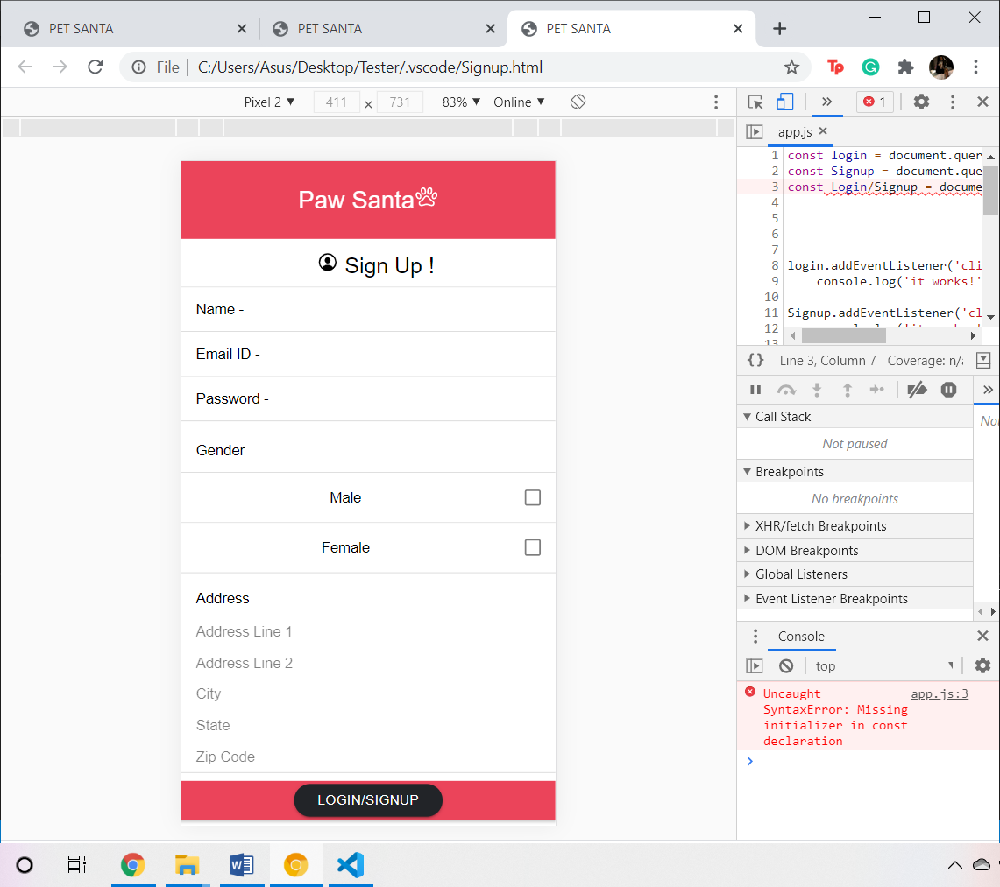 PET SANTA
PET SANTA
PET SANTA
File | C:/Users/Asus/Desktop/Tester/.vscode/Signup.html
Tp
G
Pixel 2 ▼ 411 × 731 83% ▼ Online ▼
1
app.js
1 const login = document.quer
2 const Signup = document.que
3 const Login/Signup = docume
4
5
6
7
8 login.addEventListener('cli
9 console.log('it works!'
10
11 Signup.addEventListener('cl
12
13
{} Line 3, Column 7 Coverage: n/a
Call Stack
Not paused
Not
Breakpoints
No breakpoints
XHR/fetch Breakpoints
DOM Breakpoints
Global Listeners
Event Listener Breakpoints
Console
top
Uncaught app.js:3
SyntaxError: Missing
initializer in const
declaration
Paw Santa
Sign Up !
Name -
Email ID -
Password -
Gender
Male
Female
Address
Address Line 1
Address Line 2
City
State
Zip Code
LOGIN/SIGNUP
W